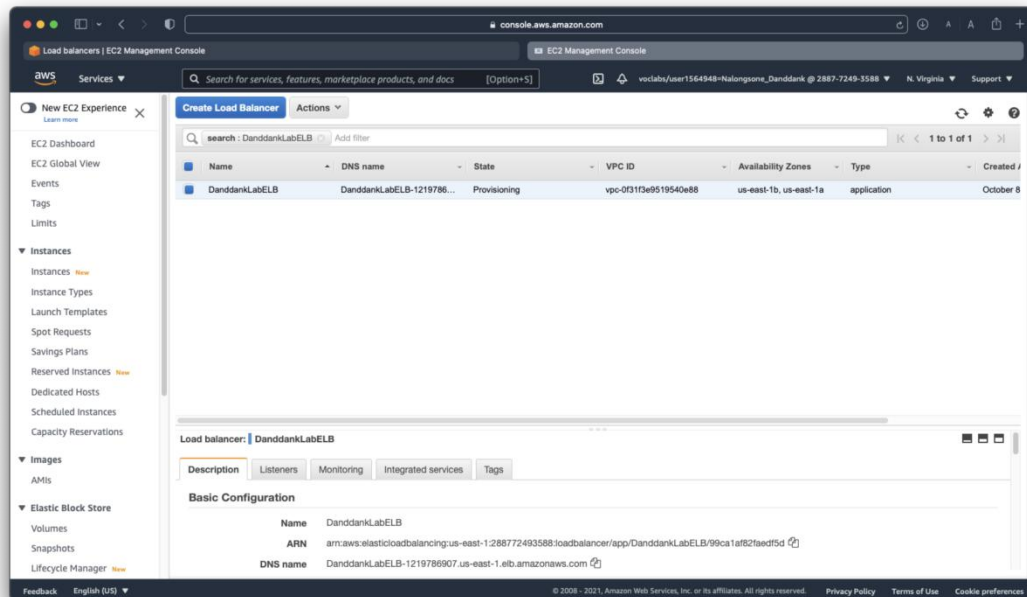 console.aws.amazon.com
Load balancers | EC2 Management Console
EC2 Management Console
aws Services Search for services, features, marketplace products, and docs [Option+S] voclabs/user1564948=Nalongsone_Danddank @ 2887-7249-3588 N. Virginia Support
New EC2 Experience
Learn more
EC2 Dashboard
EC2 Global View
Events
Tags
Limits
Instances
Instances New
Instance Types
Launch Templates
Spot Requests
Savings Plans
Reserved Instances New
Dedicated Hosts
Scheduled Instances
Capacity Reservations
Images
AMIs
Elastic Block Store
Volumes
Snapshots
Lifecycle Manager New
Create Load Balancer Actions
search : DanddankLabELB Add filter 1 to 1 of 1
Name DNS name State VPC ID Availability Zones Type Created A
DanddankLabELB DanddankLabELB-1219786... Provisioning vpc-0f31f3e9519540e88 us-east-1b, us-east-1a application October 8
Load balancer: DanddankLabELB
Description Listeners Monitoring Integrated services Tags
Basic Configuration
Name DanddankLabELB
ARN arn:aws:elasticloadbalancing:us-east-1:288772493588:loadbalancer/app/DanddankLabELB/99ca1af82faedf5d
DNS name DanddankLabELB-1219786907.us-east-1.elb.amazonaws.com
Feedback English (US) © 2008 - 2021, Amazon Web Services, Inc. or its affiliates. All rights reserved. Privacy Policy Terms of Use Cookie preferences